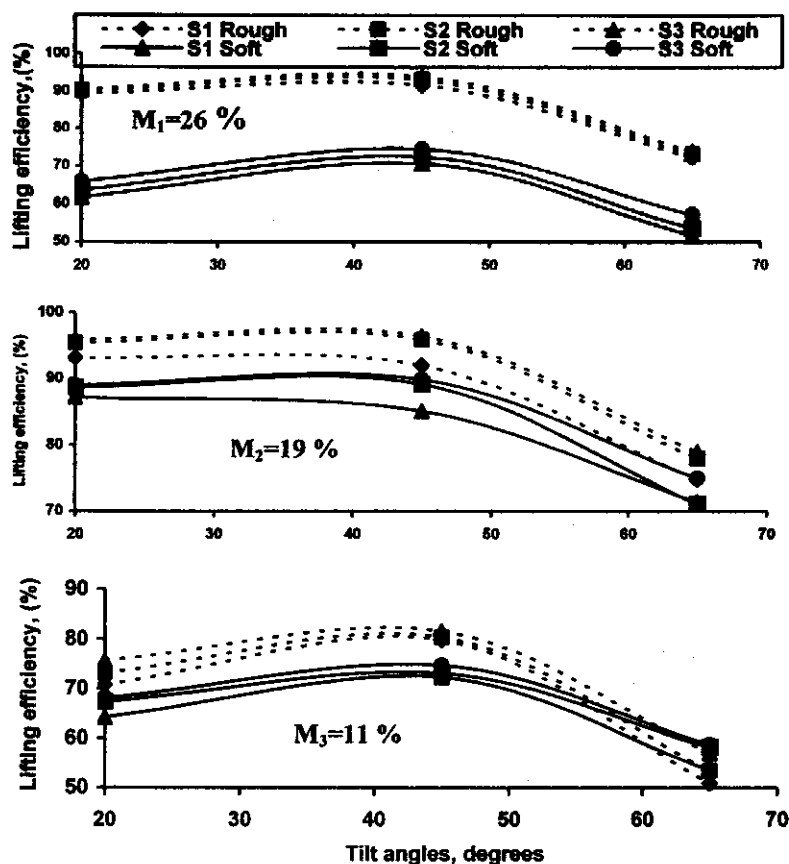 S1 Rough S2 Rough S3 Rough
S1 Soft S2 Soft S3 Soft
Lifting efficiency,(%)
100
90
80
70
60
50
M₁=26 %
20 30 40 50 60 70
Lifting efficiency, (%)
100
90
80
70
M₂=19 %
20 30 40 50 60 70
Lifting efficiency, (%)
90
80
70
60
50
M₃=11 %
20 30 40 50 60 70
Tilt angles, degrees